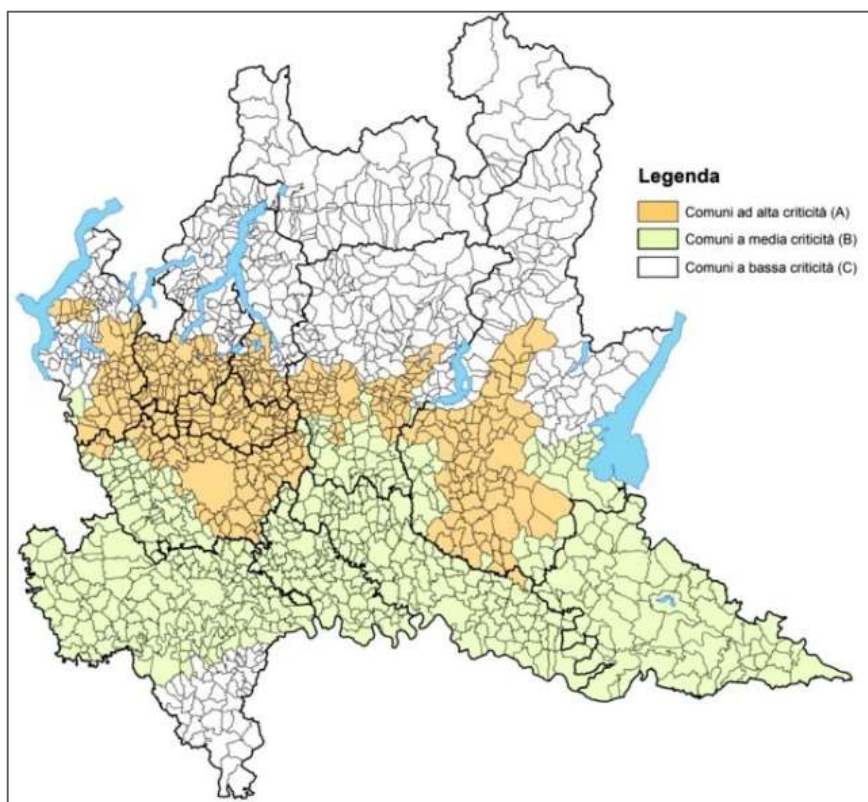 Legenda
Comuni ad alta criticità (A)
Comuni a media criticità (B)
Comuni a bassa criticità (C)